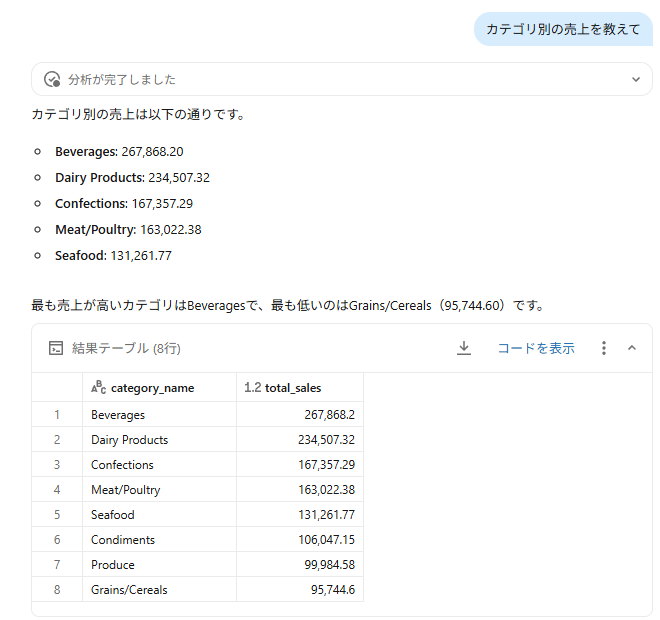 カテゴリ別の売上を教えて
分析が完了しました
カテゴリ別の売上は以下の通りです。
Beverages: 267,868.20
Dairy Products: 234,507.32
Confections: 167,357.29
Meat/Poultry: 163,022.38
Seafood: 131,261.77
最も売上が高いカテゴリはBeveragesで、最も低いのはGrains/Cereals（95,744.60）です。
結果テーブル (8行) コードを表示
ABC category_name 1.2 total_sales
1 Beverages 267,868.2
2 Dairy Products 234,507.32
3 Confections 167,357.29
4 Meat/Poultry 163,022.38
5 Seafood 131,261.77
6 Condiments 106,047.15
7 Produce 99,984.58
8 Grains/Cereals 95,744.6